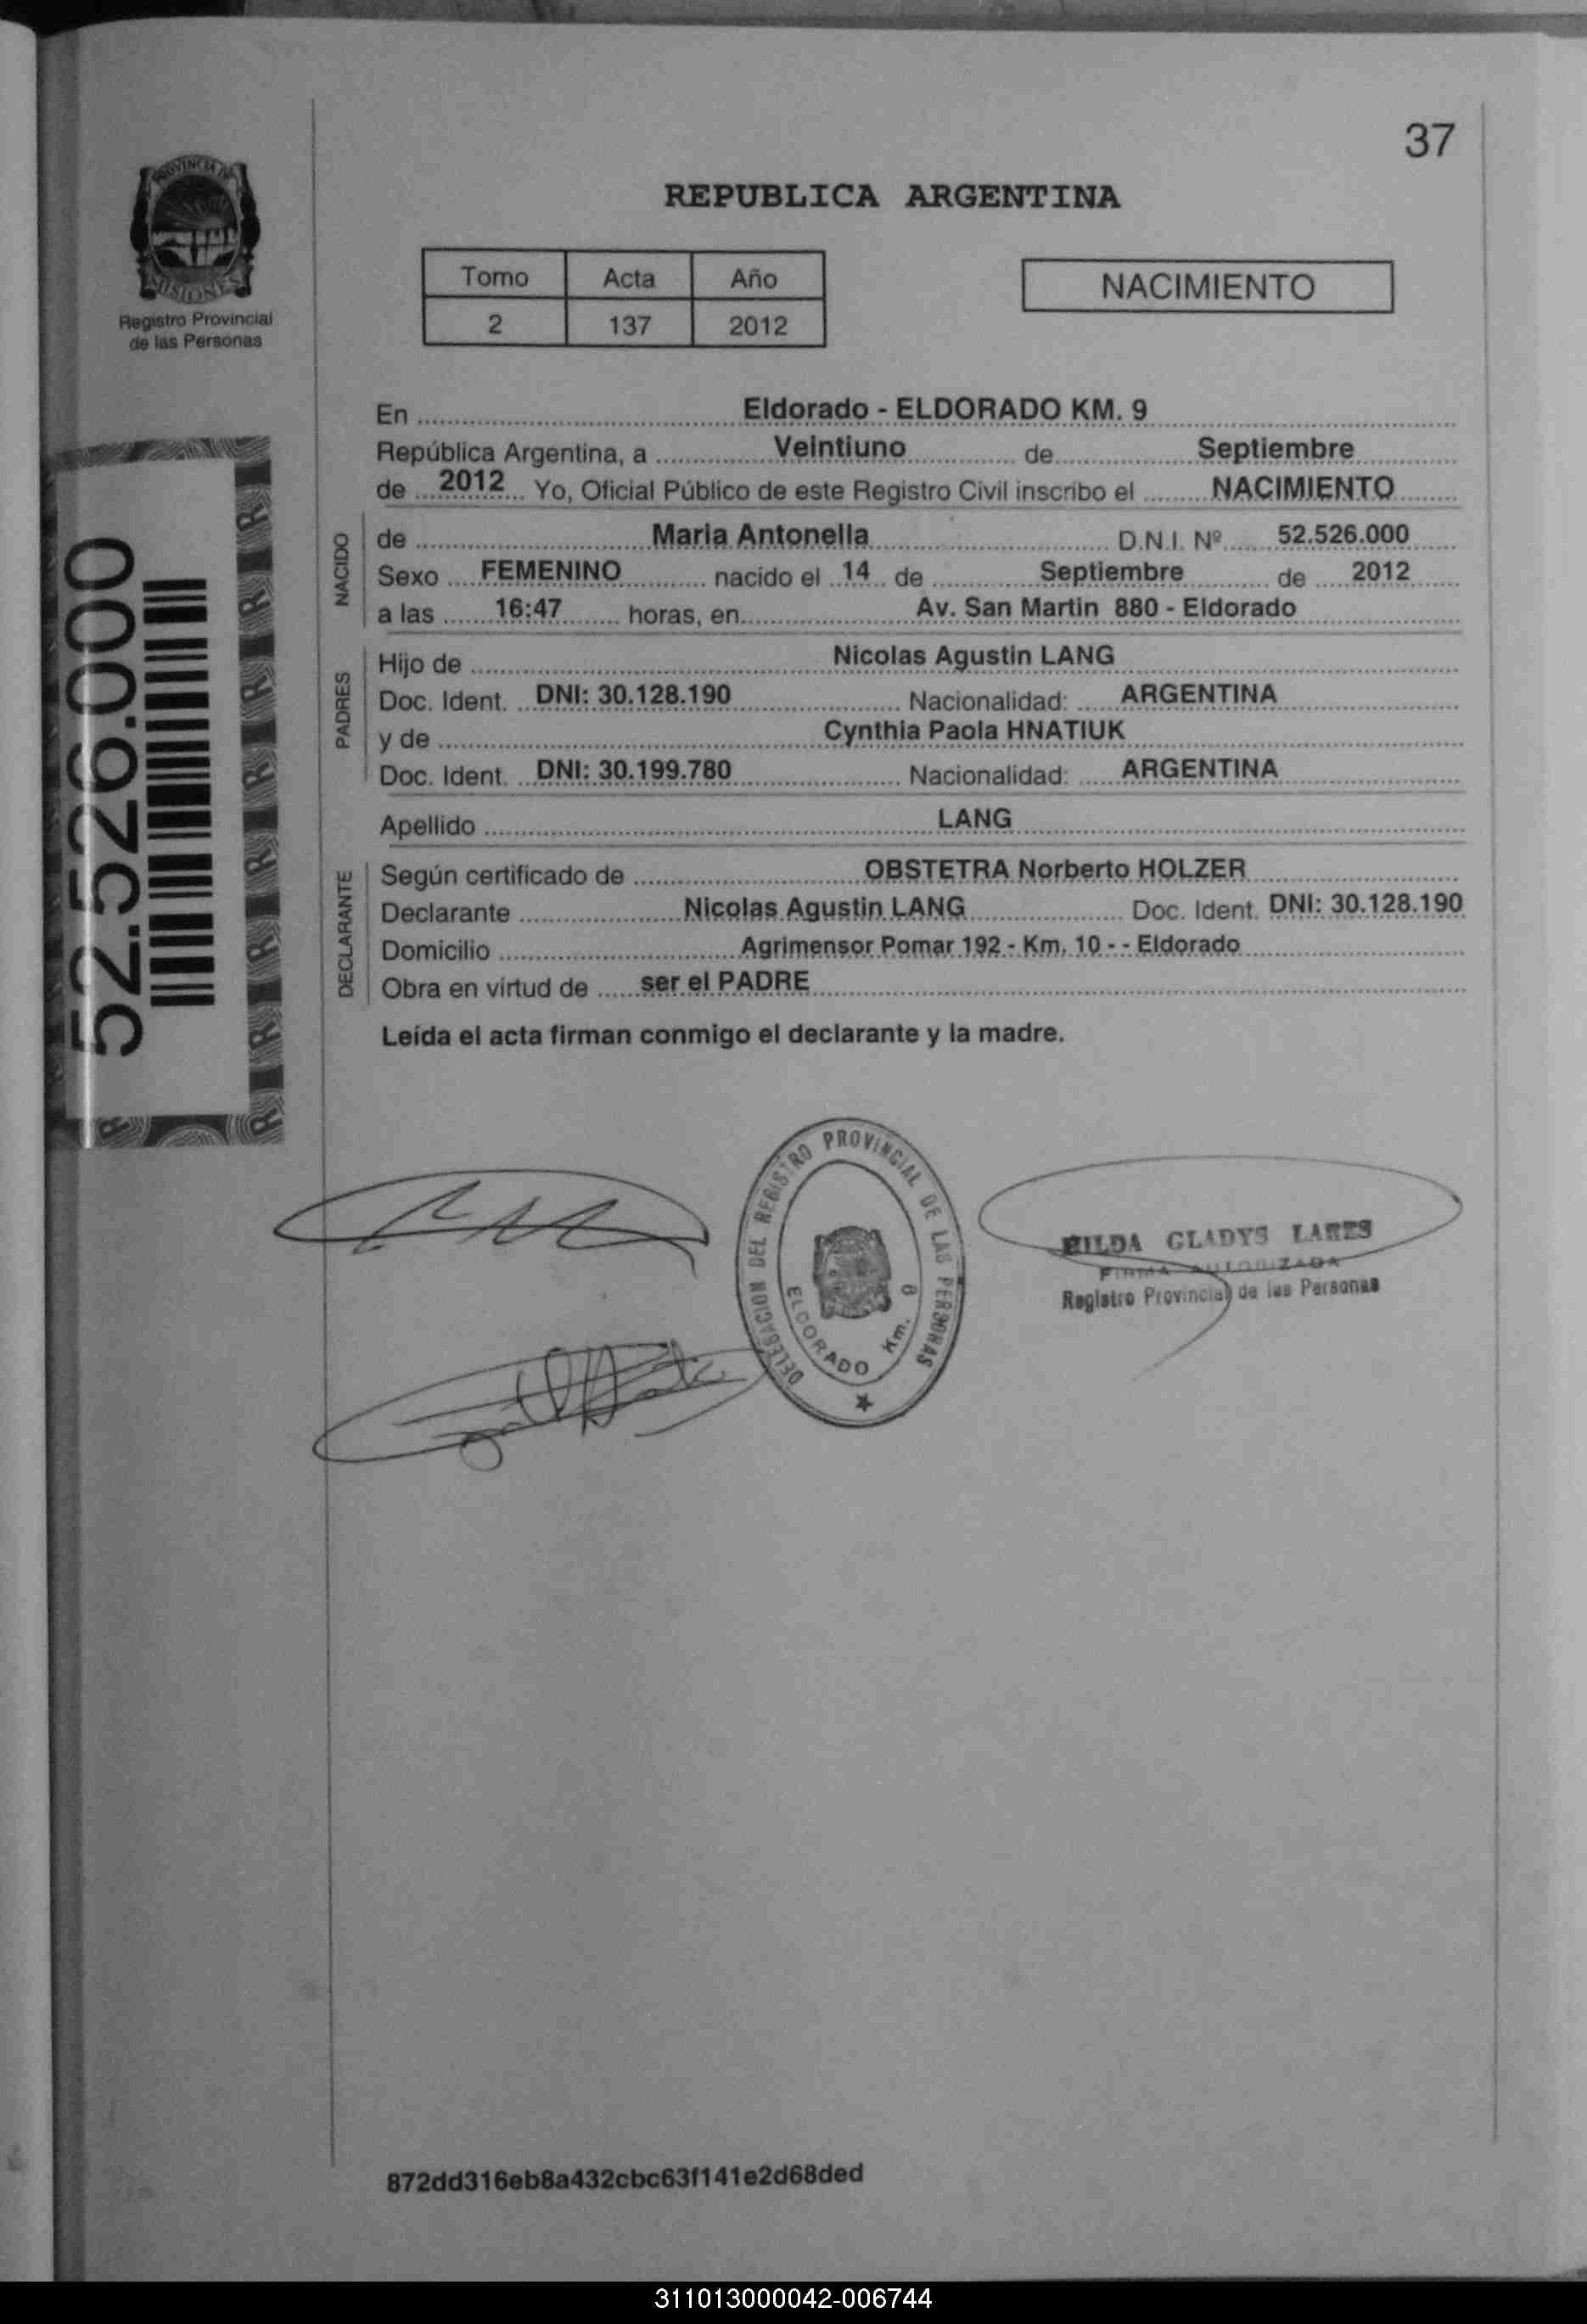 37
PROVINCIA DE
MISIONES
Registro Provincial
de las Personas
REPUBLICA ARGENTINA
Tomo Acta Año
2 137 2012
NACIMIENTO
52.526.000
En Eldorado - ELDORADO KM. 9
República Argentina, a Veintiuno de Septiembre
de 2012 Yo, Oficial Público de este Registro Civil inscribo el NACIMIENTO
NACIDO
de Maria Antonella D.N.I. Nº 52.526.000
Sexo FEMENINO nacido el 14 de Septiembre de 2012
a las 16:47 horas, en Av. San Martin 880 - Eldorado
PADRES
Hijo de Nicolas Agustin LANG
Doc. Ident. DNI: 30.128.190 Nacionalidad: ARGENTINA
y de Cynthia Paola HNATIUK
Doc. Ident. DNI: 30.199.780 Nacionalidad: ARGENTINA
Apellido LANG
DECLARANTE
Según certificado de OBSTETRA Norberto HOLZER
Declarante Nicolas Agustin LANG Doc. Ident. DNI: 30.128.190
Domicilio Agrimensor Pomar 192 - Km. 10 - - Eldorado
Obra en virtud de ser el PADRE
Leída el acta firman conmigo el declarante y la madre.
DELEGACION DEL REGISTRO PROVINCIAL DE LAS PERSONAS
ELDORADO Km. 9
HILDA GLADYS LARES
FIRMA AUTORIZADA
Registro Provincial de las Personas
872dd316eb8a432cbc63f141e2d68ded
311013000042-006744